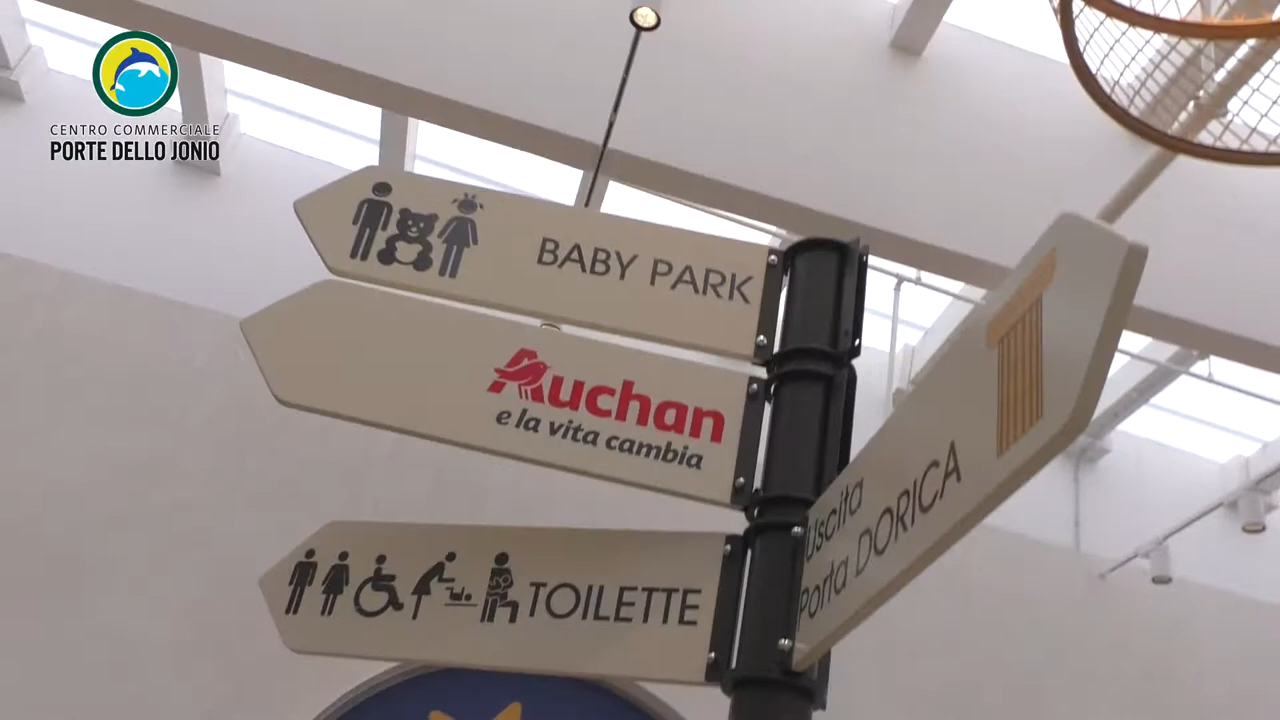 CENTRO COMMERCIALE
PORTE DELLO JONIO
BABY PARK
Auchan
e la vita cambia
TOILETTE
Uscita
Porta DORICA